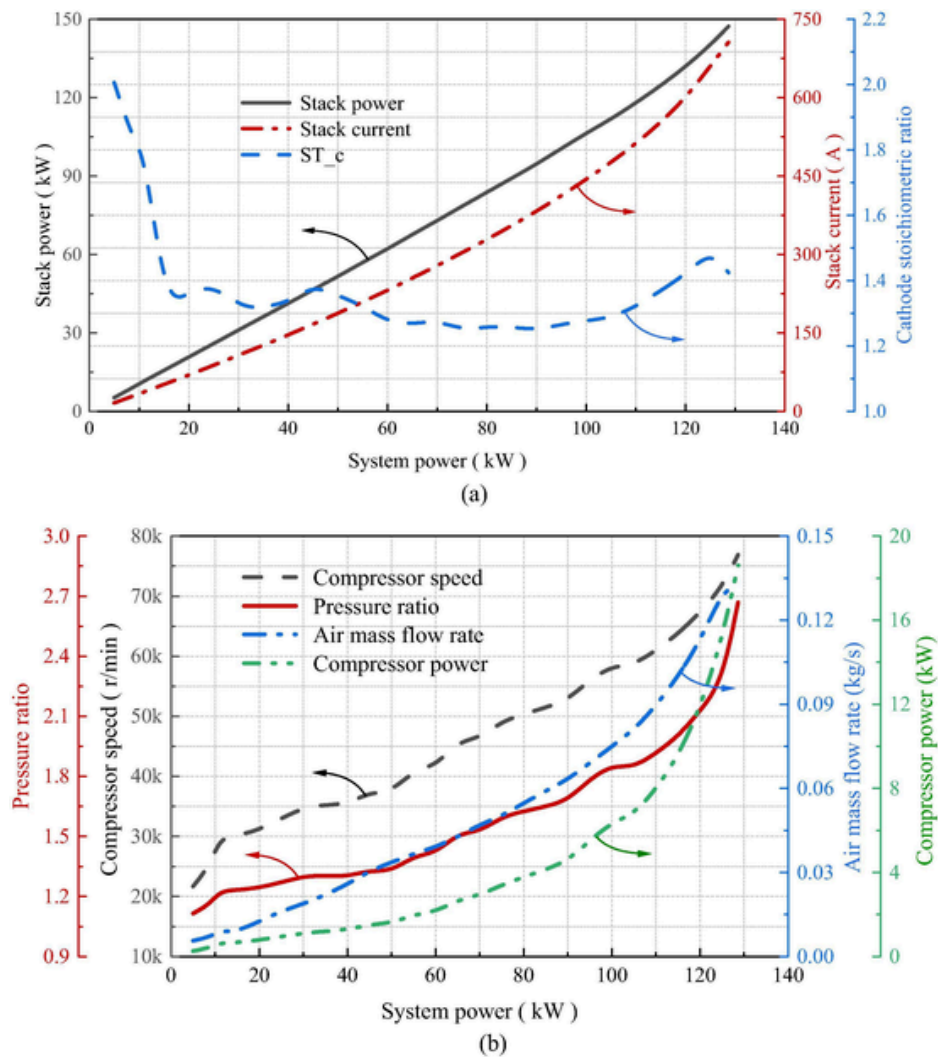 150
120
90
60
30
0
Stack power ( kW )
Stack power
Stack current
ST_c
750
600
450
300
150
0
Stack current ( A )
2.2
2.0
1.8
1.6
1.4
1.2
1.0
Cathode stoichiometric ratio
0 20 40 60 80 100 120 140
System power ( kW )
(a)
3.0
2.7
2.4
2.1
1.8
1.5
1.2
0.9
Pressure ratio
80k
70k
60k
50k
40k
30k
20k
10k
Compressor speed ( r/min )
Compressor speed
Pressure ratio
Air mass flow rate
Compressor power
0.15
0.12
0.09
0.06
0.03
0.00
Air mass flow rate (kg/s)
20
16
12
8
4
0
Compressor power (kW)
0 20 40 60 80 100 120 140
System power ( kW )
(b)